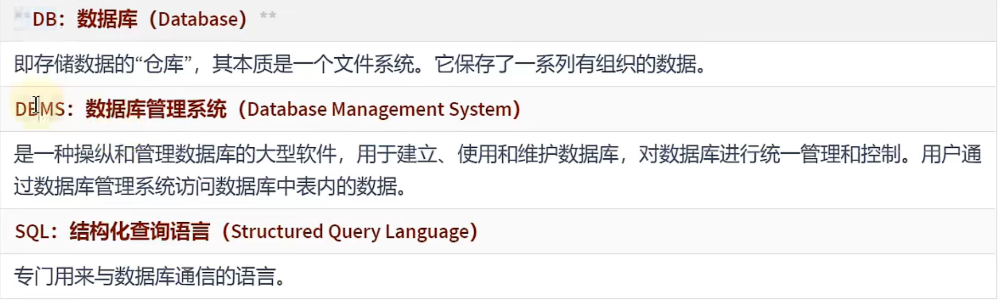 **DB：数据库（Database）**
即存储数据的“仓库”，其本质是一个文件系统。它保存了一系列有组织的数据。
DBMS：数据库管理系统（Database Management System）
是一种操纵和管理数据库的大型软件，用于建立、使用和维护数据库，对数据库进行统一管理和控制。用户通
过数据库管理系统访问数据库中表内的数据。
SQL：结构化查询语言（Structured Query Language）
专门用来与数据库通信的语言。